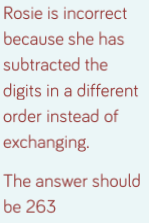 Rosie is incorrect
because she has
subtracted the
digits in a different
order instead of
exchanging.
The answer should
be 263